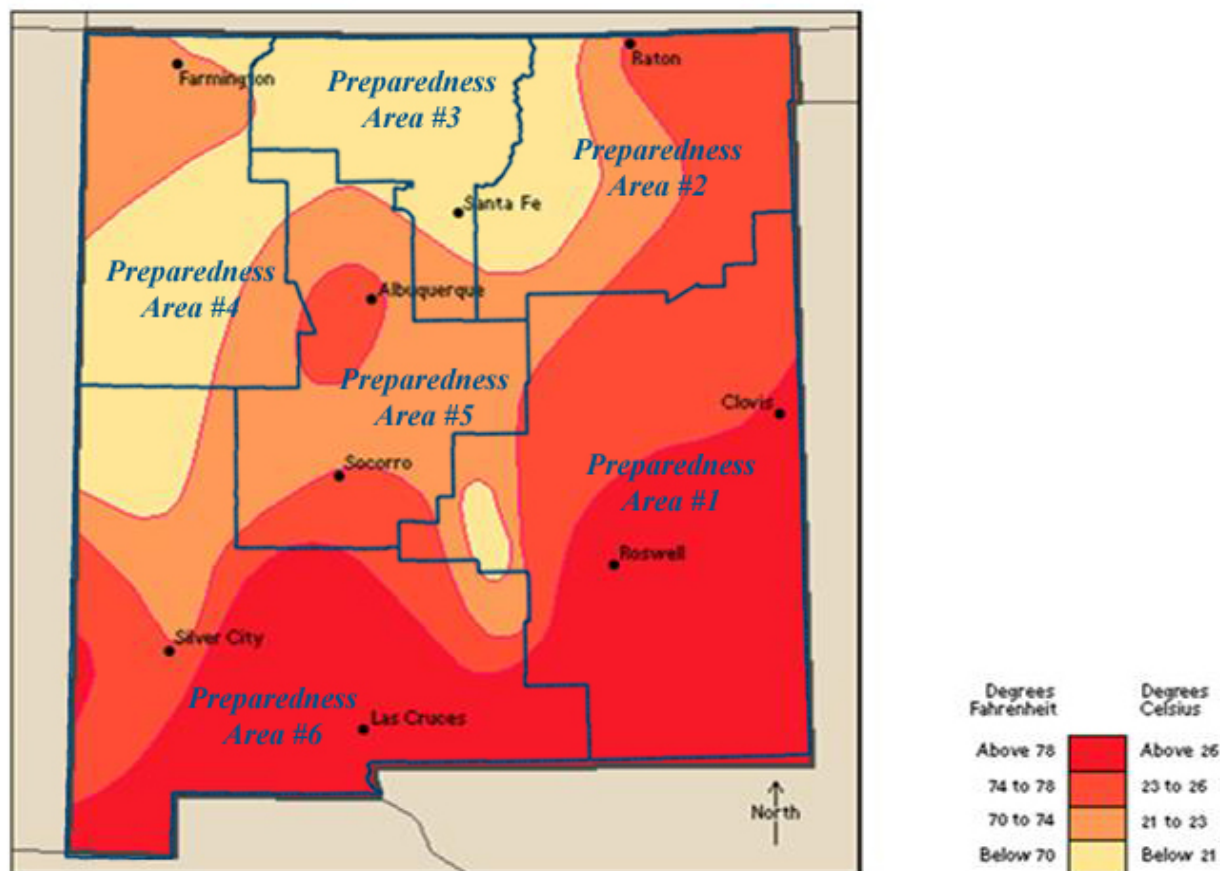 Farmington
Raton
Preparedness
Area #3
Preparedness
Area #2
Santa Fe
Preparedness
Area #4
Albuquerque
Preparedness
Area #5
Clovis
Socorro
Preparedness
Area #1
Roswell
Silver City
Preparedness
Area #6
Las Cruces
North
Degrees
Fahrenheit
Degrees
Celsius
Above 78
Above 26
74 to 78
23 to 26
70 to 74
21 to 23
Below 70
Below 21